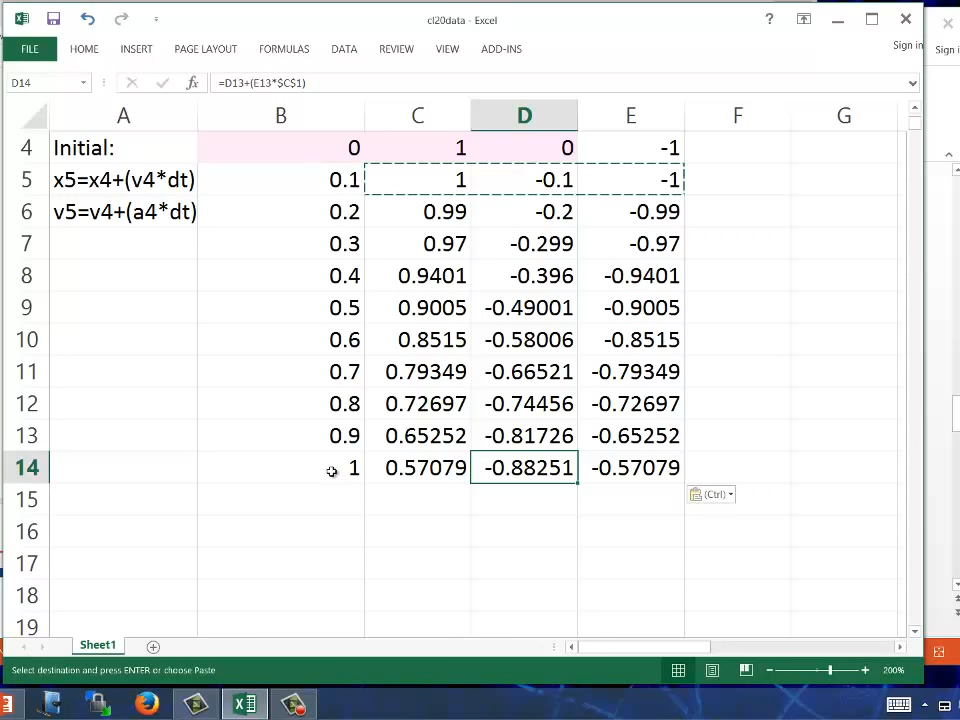 cl20data - Excel
?
FILE HOME INSERT PAGE LAYOUT FORMULAS DATA REVIEW VIEW ADD-INS Sign in Sign i
D14 fx =D13+(E13*$C$1)
A B C D E F G
4 Initial: 0 1 0 -1
5 x5=x4+(v4*dt) 0.1 1 -0.1 -1
6 v5=v4+(a4*dt) 0.2 0.99 -0.2 -0.99
7 0.3 0.97 -0.299 -0.97
8 0.4 0.9401 -0.396 -0.9401
9 0.5 0.9005 -0.49001 -0.9005
10 0.6 0.8515 -0.58006 -0.8515
11 0.7 0.79349 -0.66521 -0.79349
12 0.8 0.72697 -0.74456 -0.72697
13 0.9 0.65252 -0.81726 -0.65252
14 1 0.57079 -0.88251 -0.57079
15 (Ctrl)
16
17
18
19
Sheet1
Select destination and press ENTER or choose Paste 200%